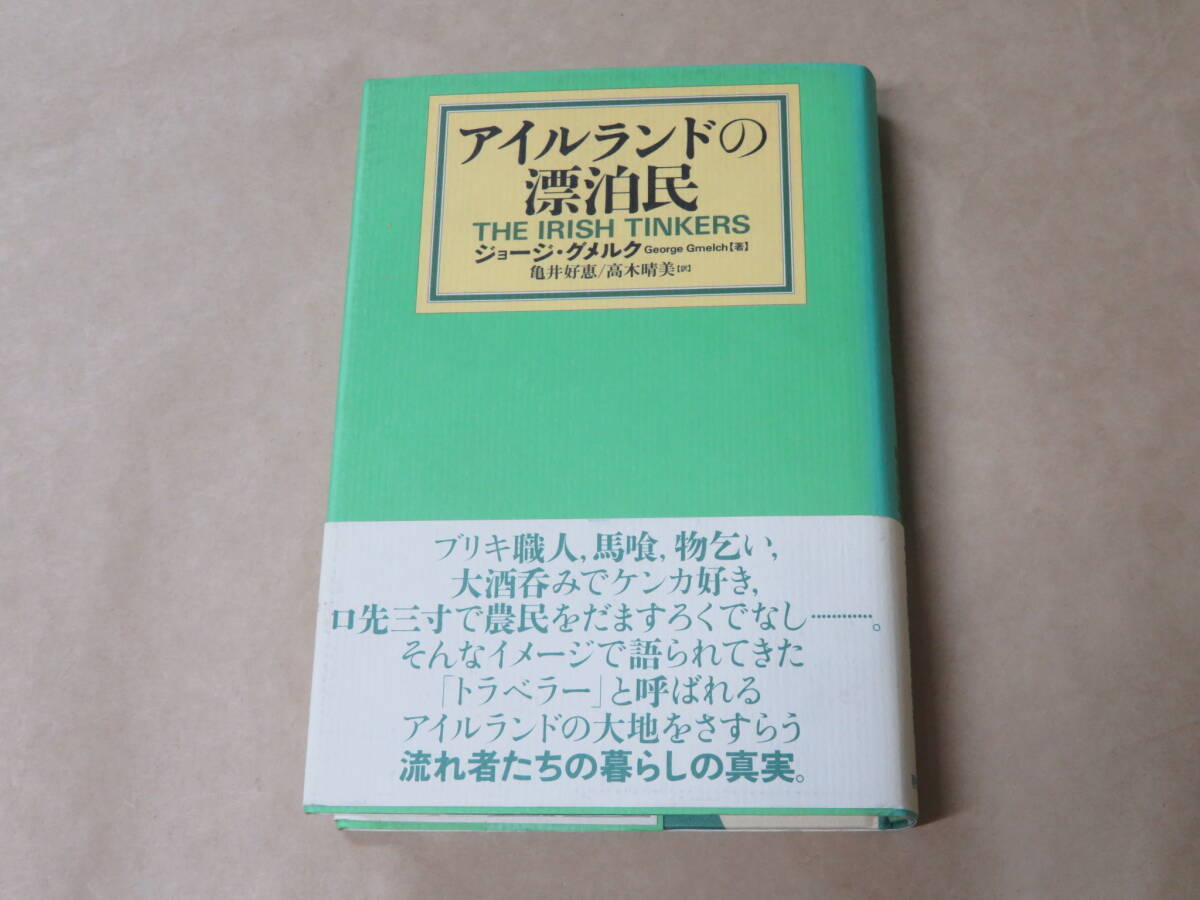 アイルランドの
漂泊民
THE IRISH TINKERS
ジョージ・グメルク George Gmelch【著】
亀井好恵/高木晴美【訳】
ブリキ職人,馬喰,物乞い,
大酒呑みでケンカ好き,
口先三寸で農民をだますろくでなし…………。
そんなイメージで語られてきた
「トラベラー」と呼ばれる
アイルランドの大地をさすらう
流れ者たちの暮らしの真実。